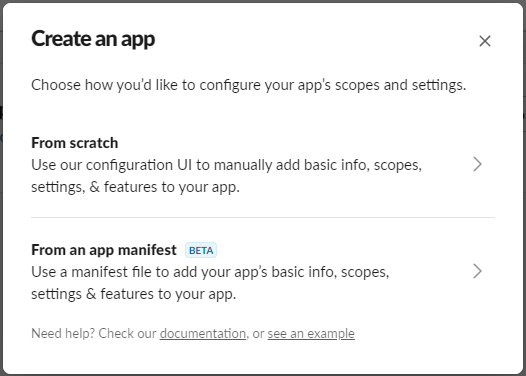 Create an app
Choose how you'd like to configure your app's scopes and settings.
From scratch
Use our configuration UI to manually add basic info, scopes,
settings, & features to your app.
From an app manifest BETA
Use a manifest file to add your app's basic info, scopes,
settings & features to your app.
Need help? Check our documentation, or see an example